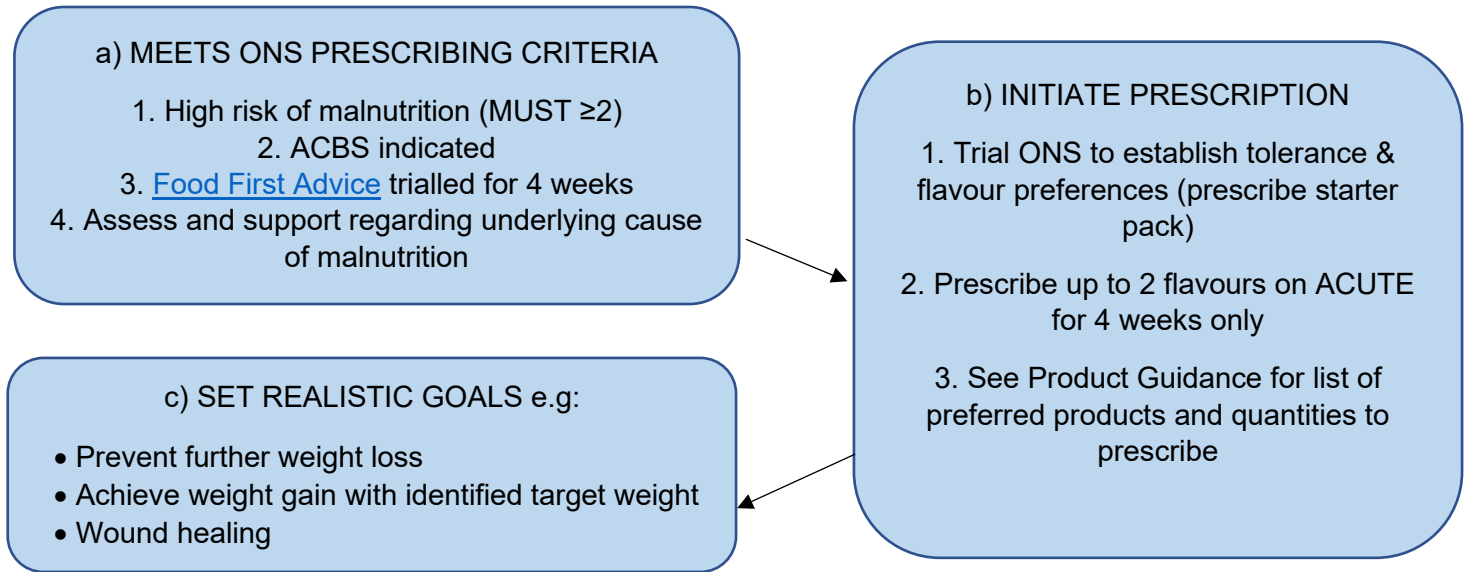 a) MEETS ONS PRESCRIBING CRITERIA
1. High risk of malnutrition (MUST ≥2)
2. ACBS indicated
3. Food First Advice trialled for 4 weeks
4. Assess and support regarding underlying cause
of malnutrition
b) INITIATE PRESCRIPTION
1. Trial ONS to establish tolerance &
flavour preferences (prescribe starter
pack)
2. Prescribe up to 2 flavours on ACUTE
for 4 weeks only
3. See Product Guidance for list of
preferred products and quantities to
prescribe
c) SET REALISTIC GOALS e.g:
• Prevent further weight loss
• Achieve weight gain with identified target weight
• Wound healing